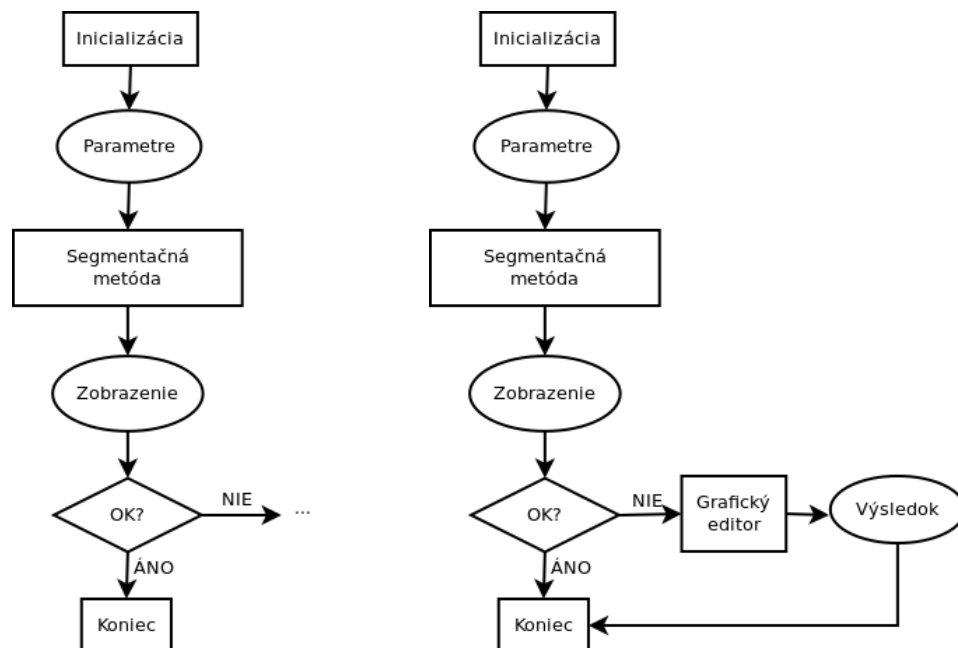 Inicializácia
Parametre
Segmentačná
metóda
Zobrazenie
OK?
NIE
...
ÁNO
Koniec
Inicializácia
Parametre
Segmentačná
metóda
Zobrazenie
OK?
NIE
Grafický
editor
Výsledok
ÁNO
Koniec